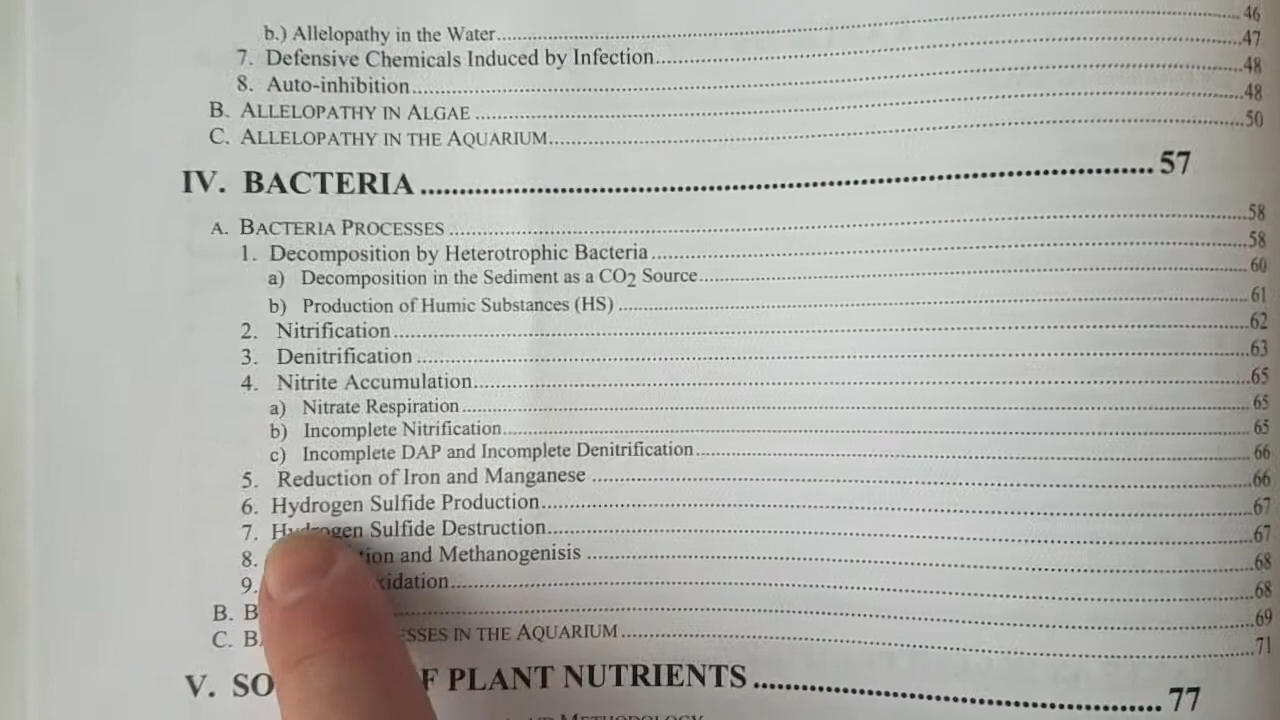 46
b.) Allelopathy in the Water 47
7. Defensive Chemicals Induced by Infection 48
8. Auto-inhibition 48
B. ALLELOPATHY IN ALGAE 50
C. ALLELOPATHY IN THE AQUARIUM
IV. BACTERIA 57
A. BACTERIA PROCESSES 58
1. Decomposition by Heterotrophic Bacteria 58
a) Decomposition in the Sediment as a CO2 Source 60
b) Production of Humic Substances (HS) 61
2. Nitrification 62
3. Denitrification 63
4. Nitrite Accumulation 65
a) Nitrate Respiration 65
b) Incomplete Nitrification 65
c) Incomplete DAP and Incomplete Denitrification 66
5. Reduction of Iron and Manganese 66
6. Hydrogen Sulfide Production 67
7. Hydrogen Sulfide Destruction 67
8. and Methanogenisis 68
9. 68
B. 69
C. IN THE AQUARIUM 71
V. PLANT NUTRIENTS 77